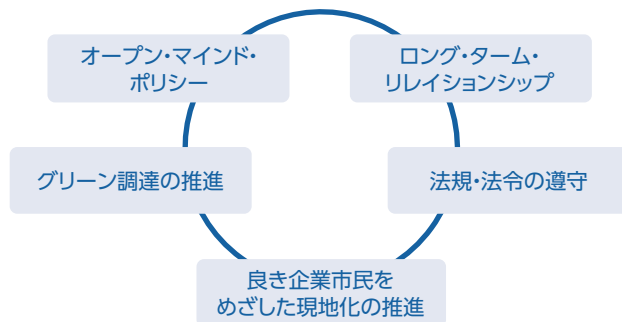 オープン・マインド・
ポリシー
ロング・ターム・
リレイションシップ
グリーン調達の推進
法規・法令の遵守
良き企業市民を
めざした現地化の推進